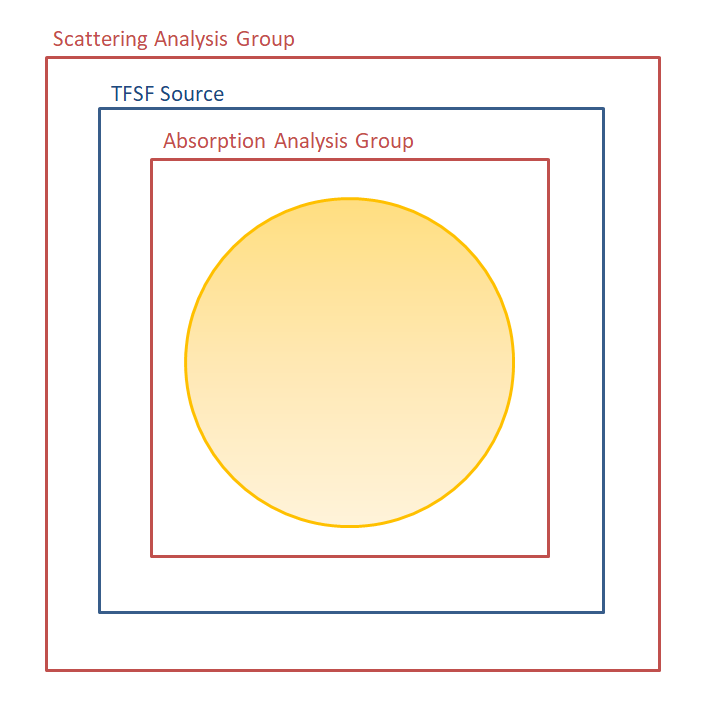 Scattering Analysis Group
TFSF Source
Absorption Analysis Group